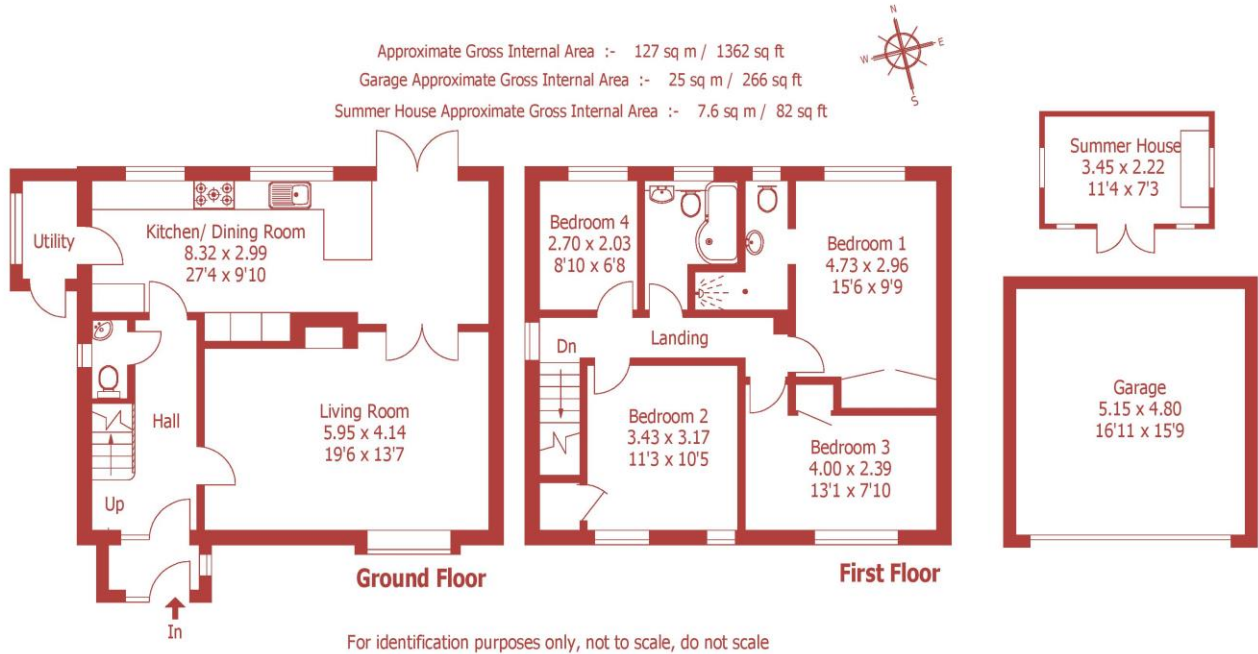 Approximate Gross Internal Area :- 127 sq m / 1362 sq ft
Garage Approximate Gross Internal Area :- 25 sq m / 266 sq ft
Summer House Approximate Gross Internal Area :- 7.6 sq m / 82 sq ft
N
E
W
S
Utility
Kitchen/ Dining Room
8.32 x 2.99
27'4 x 9'10
Hall
Living Room
5.95 x 4.14
19'6 x 13'7
Up
In
Ground Floor
Bedroom 4
2.70 x 2.03
8'10 x 6'8
Bedroom 1
4.73 x 2.96
15'6 x 9'9
Dn
Landing
Bedroom 2
3.43 x 3.17
11'3 x 10'5
Bedroom 3
4.00 x 2.39
13'1 x 7'10
First Floor
Summer House
3.45 x 2.22
11'4 x 7'3
Garage
5.15 x 4.80
16'11 x 15'9
For identification purposes only, not to scale, do not scale